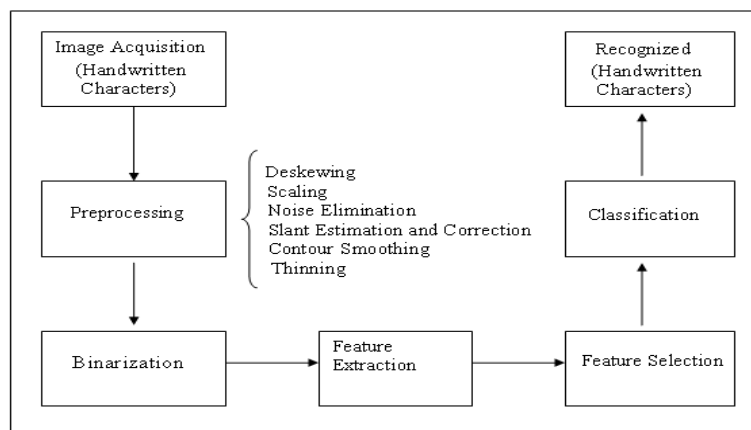 Image Acquisition
(Handwritten
Characters)
Recognized
(Handwritten
Characters)
Preprocessing
Deskewing
Scaling
Noise Elimination
Slant Estimation and Correction
Contour Smoothing
Thinning
Classification
Binarization
Feature
Extraction
Feature Selection